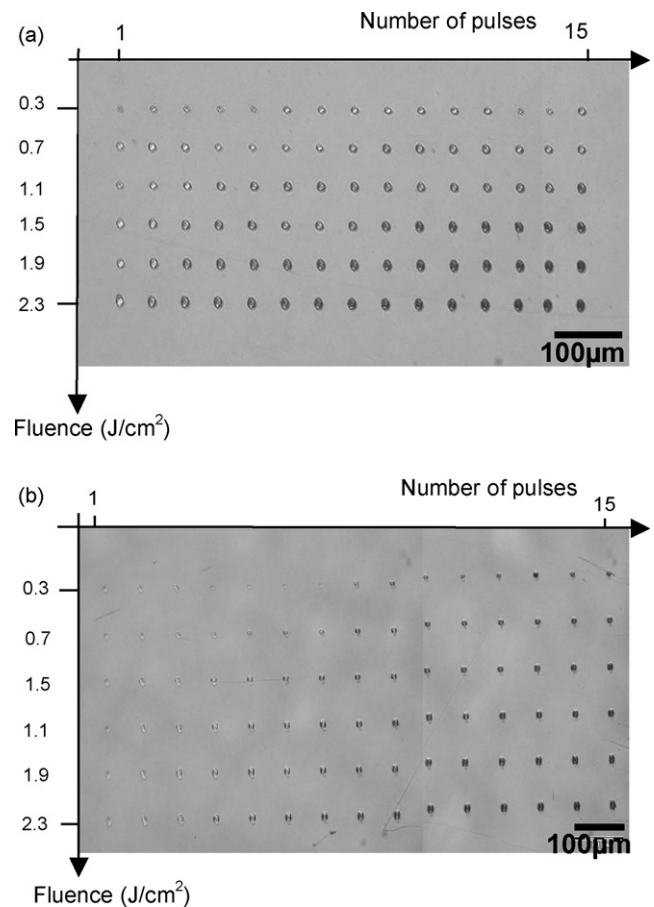 (a)
Number of pulses
1
15
0.3
0.7
1.1
1.5
1.9
2.3
100µm
Fluence (J/cm²)
(b)
Number of pulses
1
15
0.3
0.7
1.5
1.1
1.9
2.3
100µm
Fluence (J/cm²)